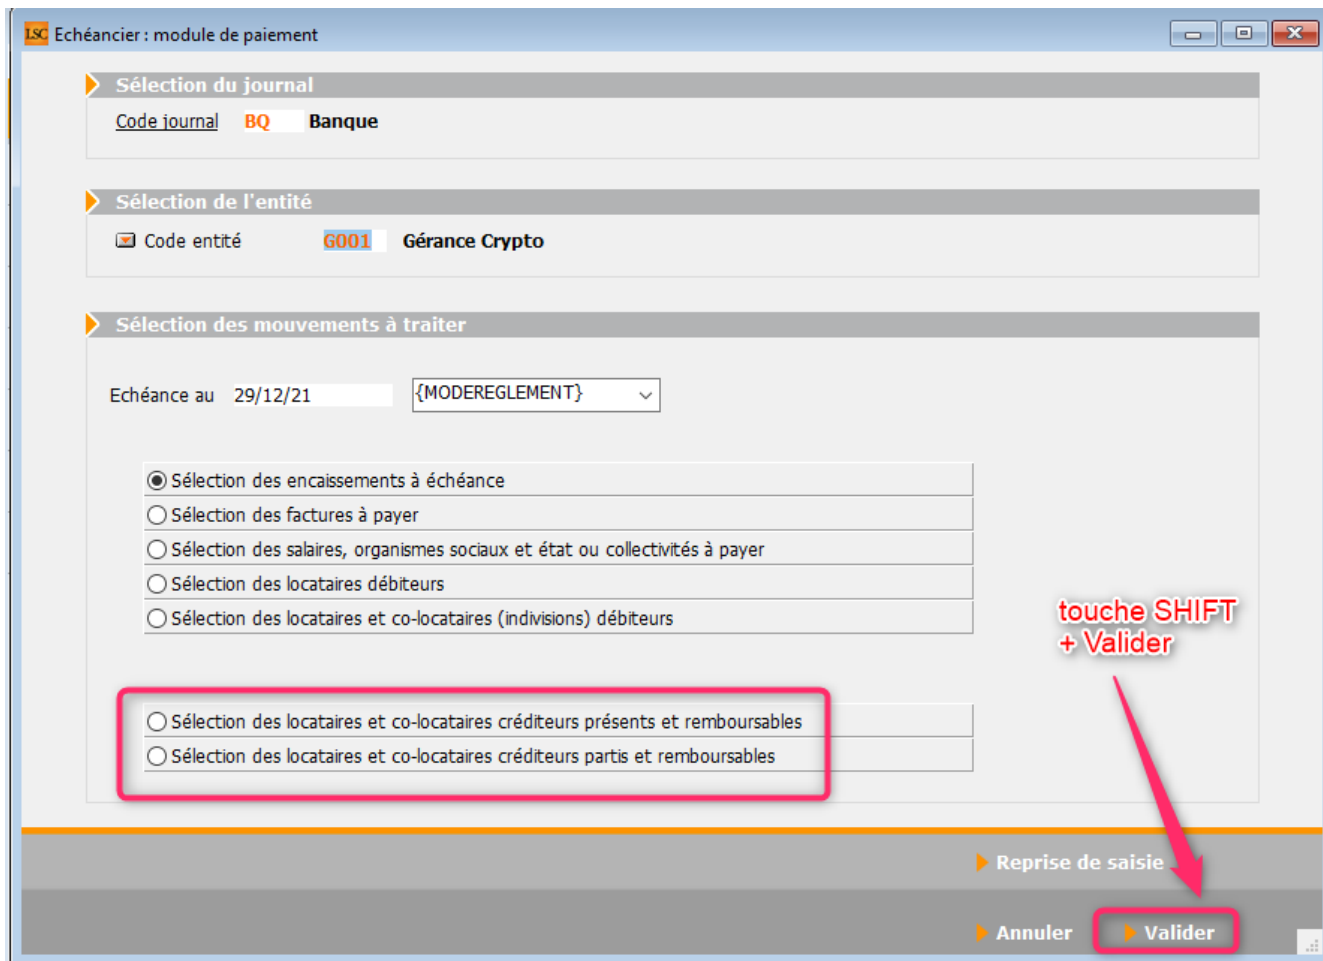 LSC Echéancier : module de paiement
Sélection du journal
Code journal BQ Banque
Sélection de l'entité
Code entité G001 Gérance Crypto
Sélection des mouvements à traiter
Echéance au 29/12/21 {MODEREGLEMENT}
Sélection des encaissements à échéance
Sélection des factures à payer
Sélection des salaires, organismes sociaux et état ou collectivités à payer
Sélection des locataires débiteurs
Sélection des locataires et co-locataires (indivisions) débiteurs
touche SHIFT
+ Valider
Sélection des locataires et co-locataires créditeurs présents et remboursables
Sélection des locataires et co-locataires créditeurs partis et remboursables
Reprise de saisie
Annuler Valider